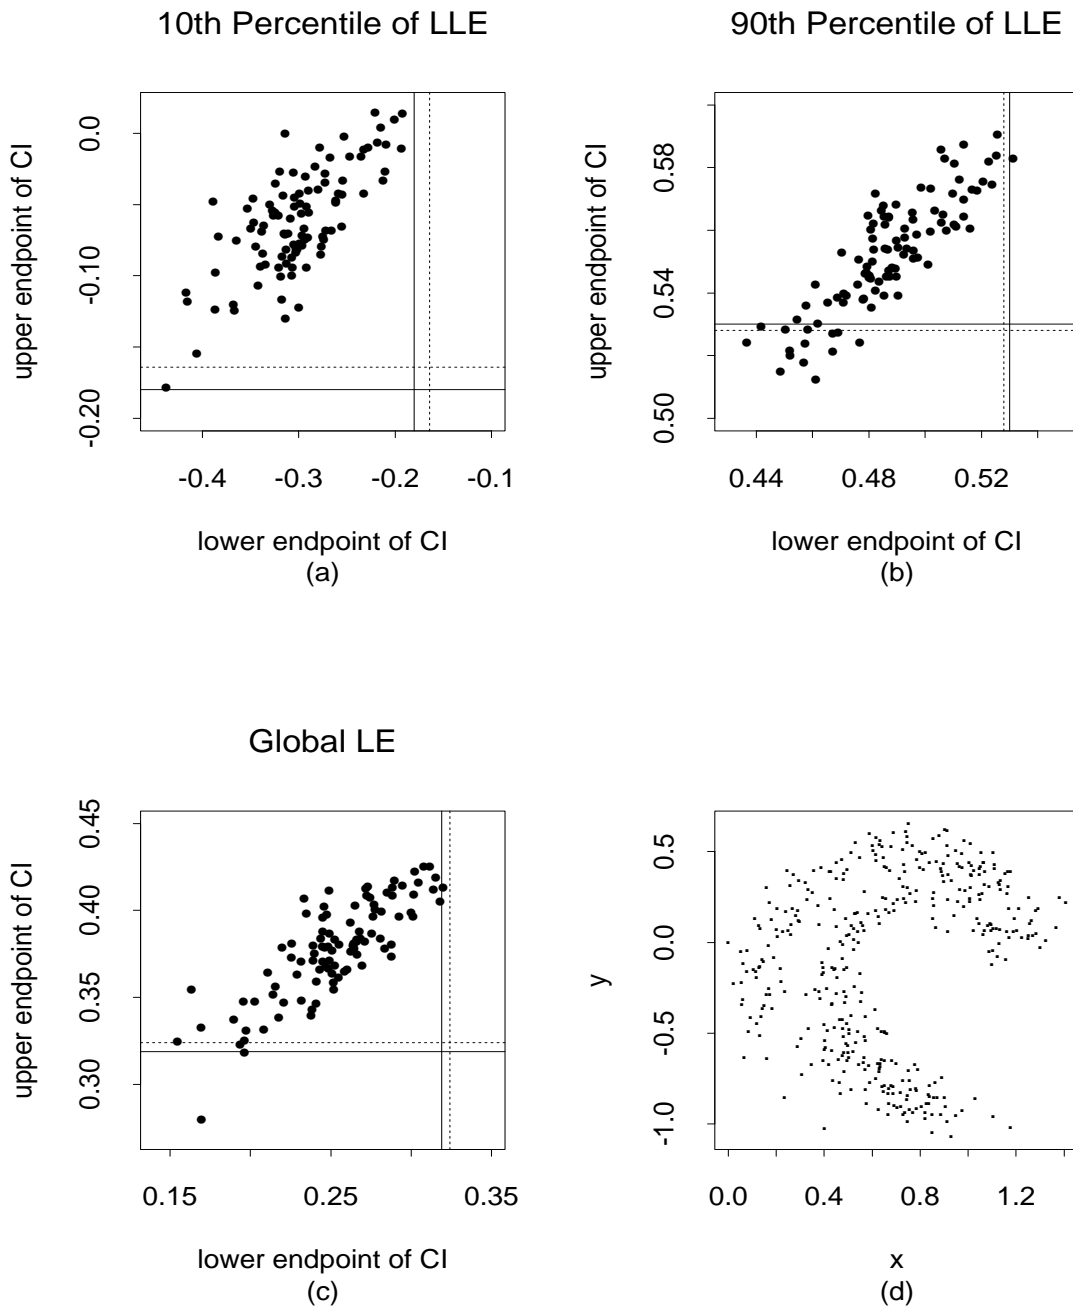 10th Percentile of LLE
upper endpoint of CI
0.0
-0.10
-0.20
-0.4 -0.3 -0.2 -0.1
lower endpoint of CI
(a)
90th Percentile of LLE
upper endpoint of CI
0.58
0.54
0.50
0.44 0.48 0.52
lower endpoint of CI
(b)
Global LE
upper endpoint of CI
0.45
0.40
0.35
0.30
0.15 0.25 0.35
lower endpoint of CI
(c)
y
0.5
0.0
-0.5
-1.0
0.0 0.4 0.8 1.2
x
(d)